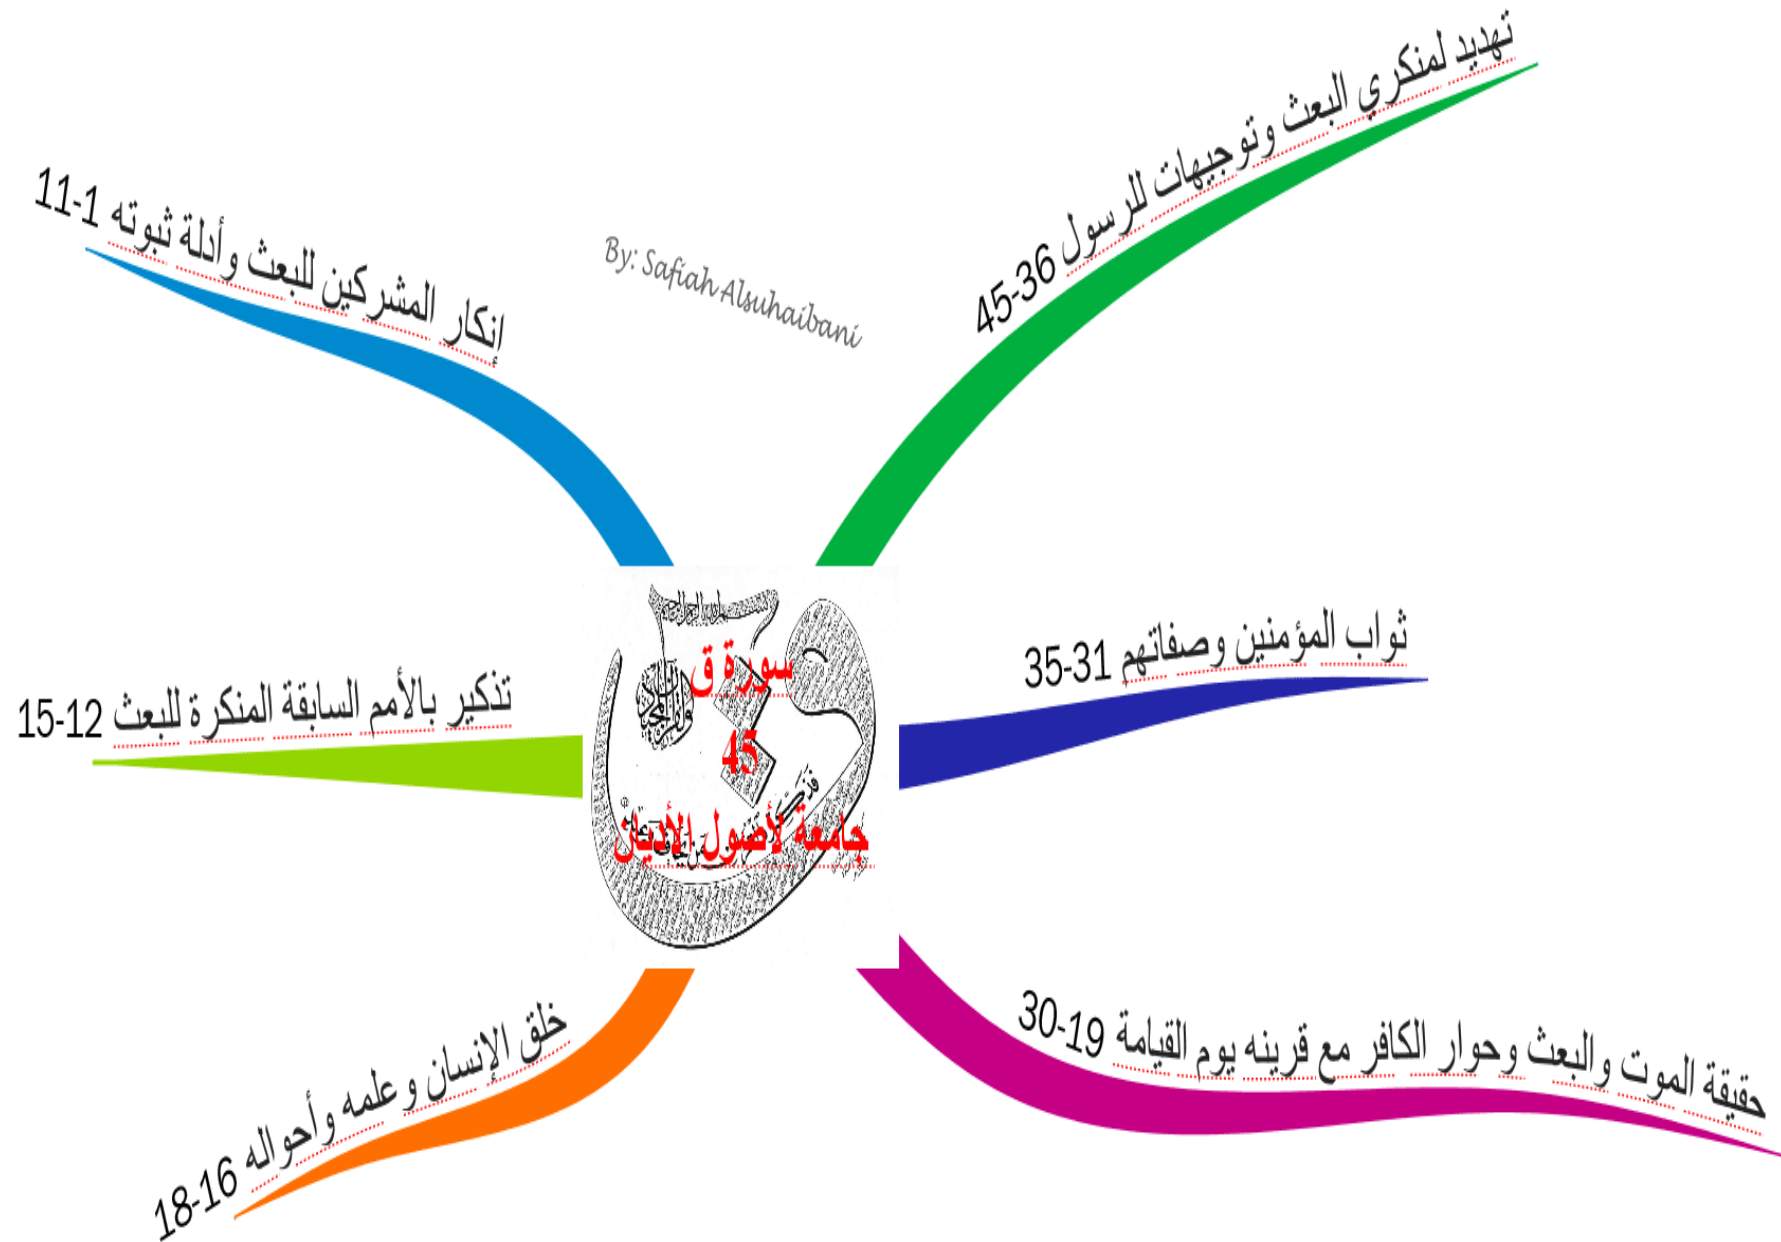 تهديد لمنكري البعث وتوجيهات للرسول 36-45
إنكار المشركين للبعث وأدلة ثبوته 1-11
By: Safiah Alsuhaibani
ثواب المؤمنين وصفاتهم 31-35
تذكير بالأمم السابقة المنكرة للبعث 12-15
سورة ق
45
جامعة لأصول الأديان
حقيقة الموت والبعث وحوار الكافر مع قرينه يوم القيامة 19-30
خلق الإنسان وعلمه وأحواله 16-18